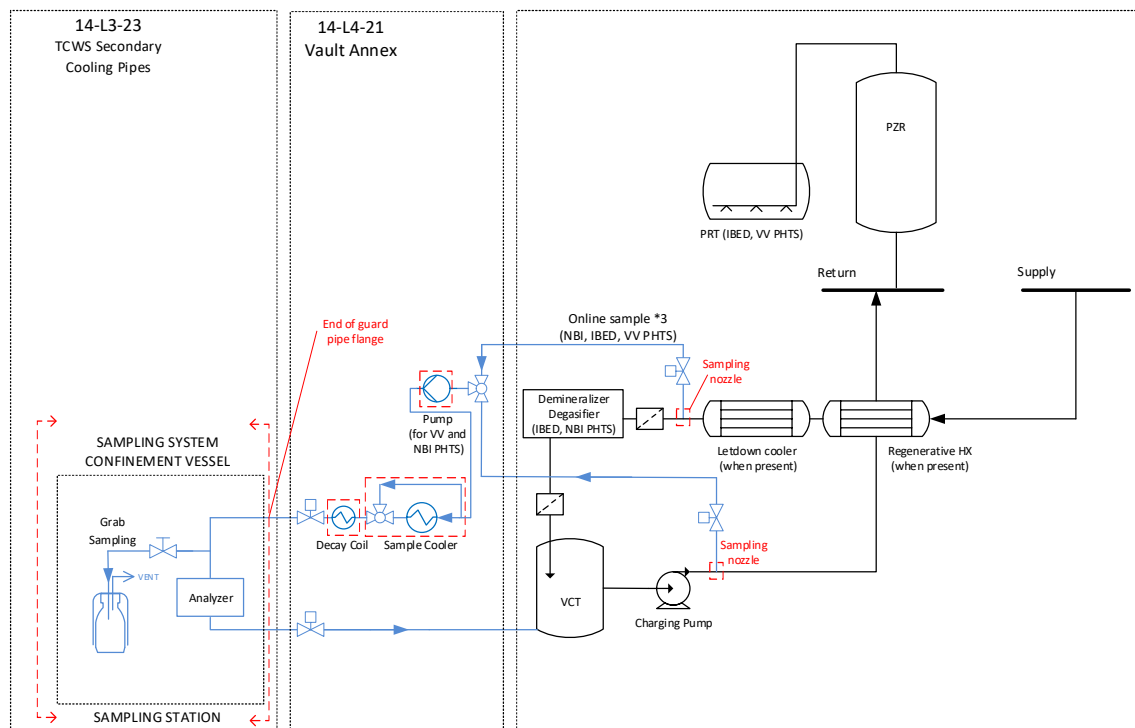 14-L3-23
TCWS Secondary
Cooling Pipes
14-L4-21
Vault Annex
PZR
PRT (IBED, VV PHTS)
Return
Supply
End of guard
pipe flange
Online sample *3
(NBI, IBED, VV PHTS)
Sampling
nozzle
Pump
(for VV and
NBI PHTS)
Demineralizer
Degasifier
(IBED, NBI PHTS)
Letdown cooler
(when present)
Regenerative HX
(when present)
SAMPLING SYSTEM
CONFINEMENT VESSEL
Grab
Sampling
VENT
Analyzer
Decay Coil
Sample Cooler
Sampling
nozzle
VCT
Charging Pump
SAMPLING STATION